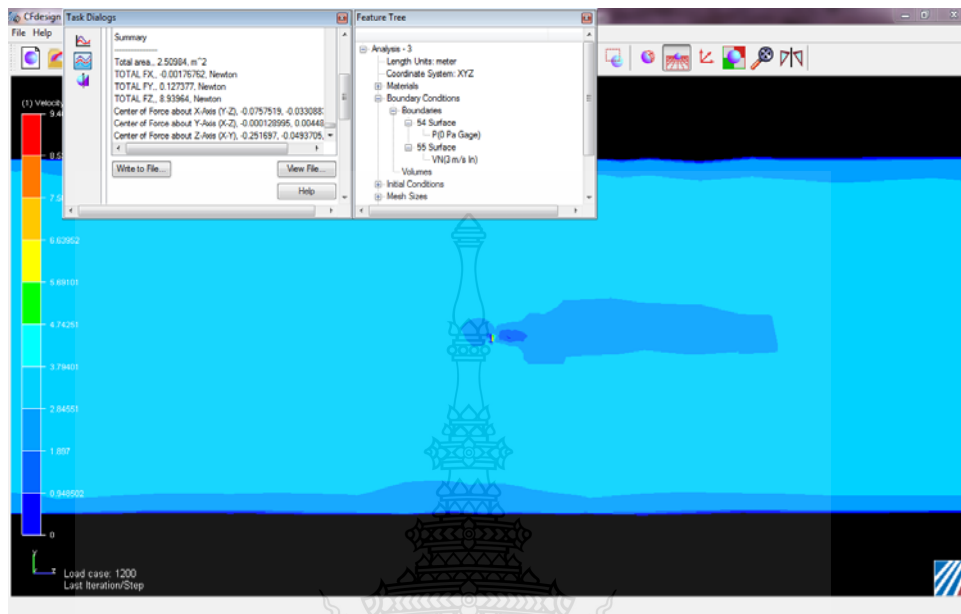 CFdesign
File Help
Task Dialogs
Summary
Total area,, 2.50984, m^2
TOTAL FX,, -0.00176762, Newton
TOTAL FY,, 0.127377, Newton
TOTAL FZ,, 8.93964, Newton
Center of Force about X-Axis (Y-Z), -0.0757519,
Center of Force about Y-Axis (X-Z), -0.000128995,
Center of Force about Z-Axis (X-Y), -0.251697, -0.0493705,
Write to File...
View File...
Help
Feature Tree
Analysis - 3
Length Units: meter
Coordinate System: XYZ
Materials
Boundary Conditions
Boundaries
54 Surface
P(0 Pa Gage)
55 Surface
VN(3 m/s In)
Volumes
Initial Conditions
Mesh Sizes
(1) Velocity
6.63952
5.69101
4.74251
3.79401
2.84551
1.897
0.948502
0
Y
Z
Load case: 1200
Last Iteration/Step